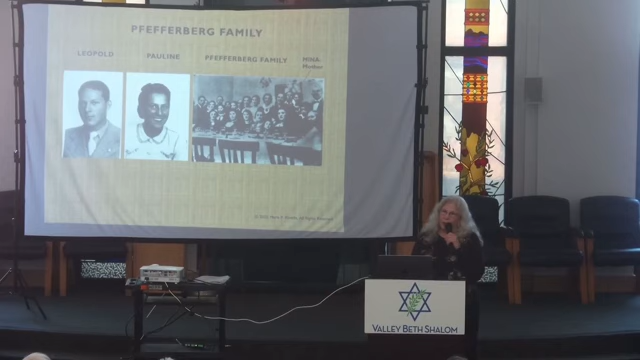 PFEFFERBERG FAMILY
LEOPOLD
PAULINE
PFEFFERBERG FAMILY
MINA:
Mother
VALLEY BETH SHALOM